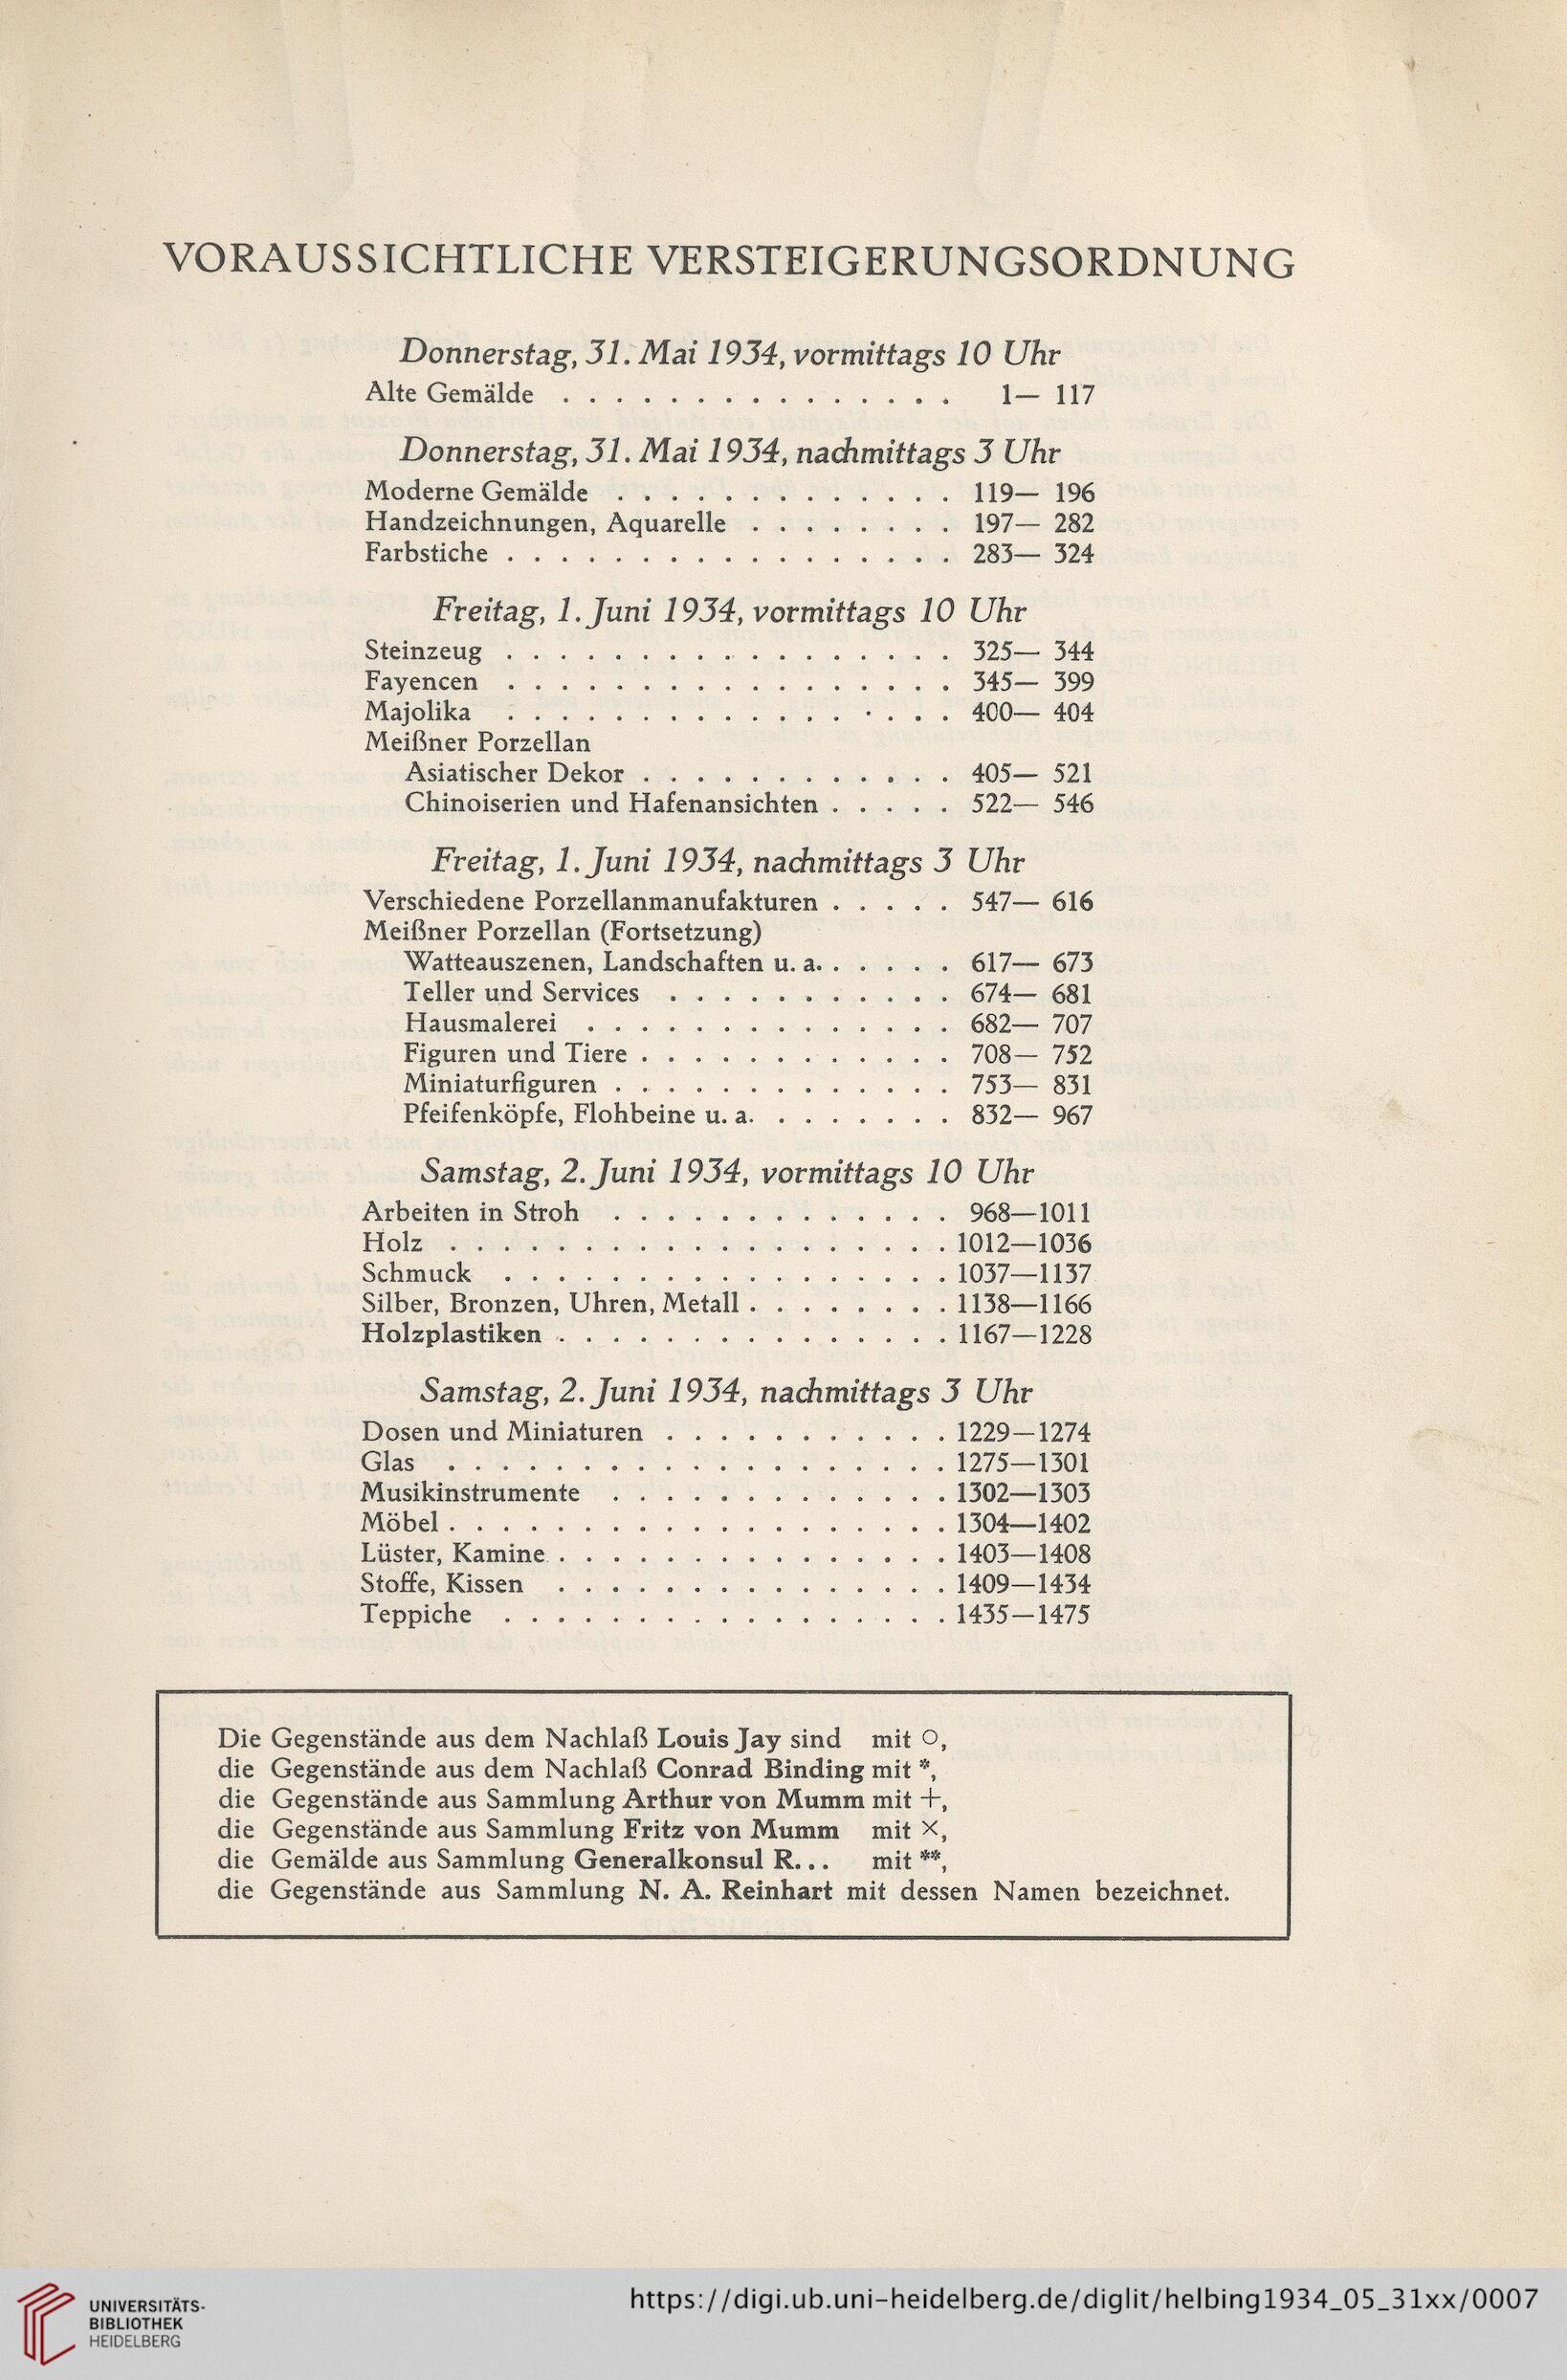 VORAUSSICHTLICHE VERSTEIGERUNGSORDNUNG
Donnerstag, 31. Mai 1934, vormittags 10 Uhr
Alte Gemälde . . . . . . . . . . . . . . . 1— 117
Donnerstag, 31. Mai 1934, nachmittags 3 Uhr
Moderne Gemälde . . . . . . . . . . . . . 119— 196
Handzeichnungen, Aquarelle . . . . . . . . 197— 282
Farbstiche . . . . . . . . . . . . . . . . . 283— 324
Freitag, 1. Juni 1934, vormittags 10 Uhr
Steinzeug . . . . . . . . . . . . . . . . . 325— 344
Fayencen . . . . . . . . . . . . . . . . . 345— 399
Majolika . . . . . . . . . . . . . . . . . 400— 404
Meißner Porzellan
Asiatischer Dekor . . . . . . . . . . . . 405— 521
Chinoiserien und Hafenansichten . . . . . 522— 546
Freitag, 1. Juni 1934, nachmittags 3 Uhr
Verschiedene Porzellanmanufakturen . . . . . 547— 616
Meißner Porzellan (Fortsetzung)
Watteauszenen, Landschaften u. a. . . . . . 617— 673
Teller und Services . . . . . . . . . . . 674— 681
Hausmalerei . . . . . . . . . . . . . . 682— 707
Figuren und Tiere . . . . . . . . . . . . 708— 752
Miniaturfiguren . . . . . . . . . . . . . 753— 831
Pfeifenköpfe, Flohbeine u. a. . . . . . . . 832— 967
Samstag, 2. Juni 1934, vormittags 10 Uhr
Arbeiten in Stroh . . . . . . . . . . . . . 968—1011
Holz . . . . . . . . . . . . . . . . . . . 1012—1036
Schmuck . . . . . . . . . . . . . . . . . 1037—1137
Silber, Bronzen, Uhren, Metall . . . . . . . . 1138—1166
Holzplastiken . . . . . . . . . . . . . . . 1167—1228
Samstag, 2. Juni 1934, nachmittags 3 Uhr
Dosen und Miniaturen . . . . . . . . . . . 1229—1274
Glas . . . . . . . . . . . . . . . . . . . 1275—1301
Musikinstrumente . . . . . . . . . . . . . 1302—1303
Möbel . . . . . . . . . . . . . . . . . . . 1304—1402
Lüster, Kamine . . . . . . . . . . . . . . . 1403—1408
Stoffe, Kissen . . . . . . . . . . . . . . . 1409—1434
Teppiche . . . . . . . . . . . . . . . . . 1435—1475
Die Gegenstände aus dem Nachlaß Louis Jay sind mit ○,
die Gegenstände aus dem Nachlaß Conrad Binding mit *,
die Gegenstände aus Sammlung Arthur von Mumm mit +,
die Gegenstände aus Sammlung Fritz von Mumm mit ×,
die Gemälde aus Sammlung Generalkonsul R... mit **,
die Gegenstände aus Sammlung N. A. Reinhart mit dessen Namen bezeichnet.
UNIVERSITÄTS-
BIBLIOTHEK
HEIDELBERG
https://digi.ub.uni-heidelberg.de/diglit/helbing1934_05_31xx/0007